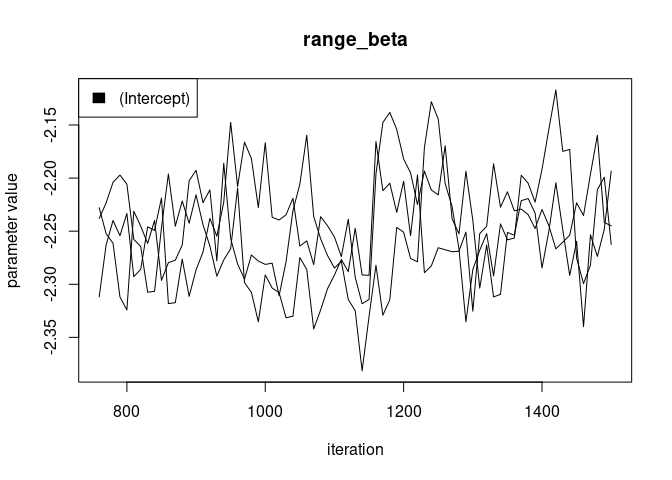 range_beta
(Intercept)
parameter value
-2.15
-2.20
-2.25
-2.30
-2.35
800 1000 1200 1400
iteration